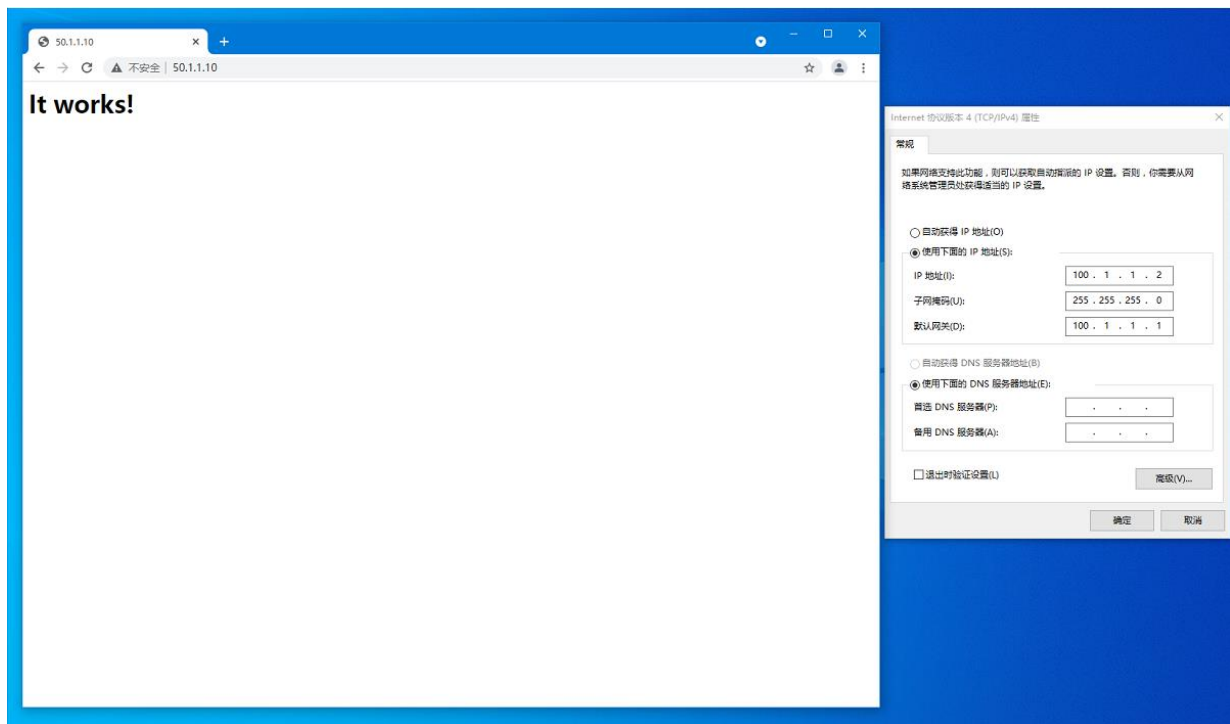 50.1.1.10
不安全 | 50.1.1.10
It works!
Internet 协议版本 4 (TCP/IPv4) 属性
常规
如果网络支持此功能，则可以获取自动指派的 IP 设置。否则，你需要从网
络系统管理员处获得适当的 IP 设置。
自动获得 IP 地址(O)
使用下面的 IP 地址(S):
IP 地址(I): 100 . 1 . 1 . 2
子网掩码(U): 255 . 255 . 255 . 0
默认网关(D): 100 . 1 . 1 . 1
自动获得 DNS 服务器地址(B)
使用下面的 DNS 服务器地址(E):
首选 DNS 服务器(P): . . .
备用 DNS 服务器(A): . . .
退出时验证设置(L)
高级(V)...
确定 取消